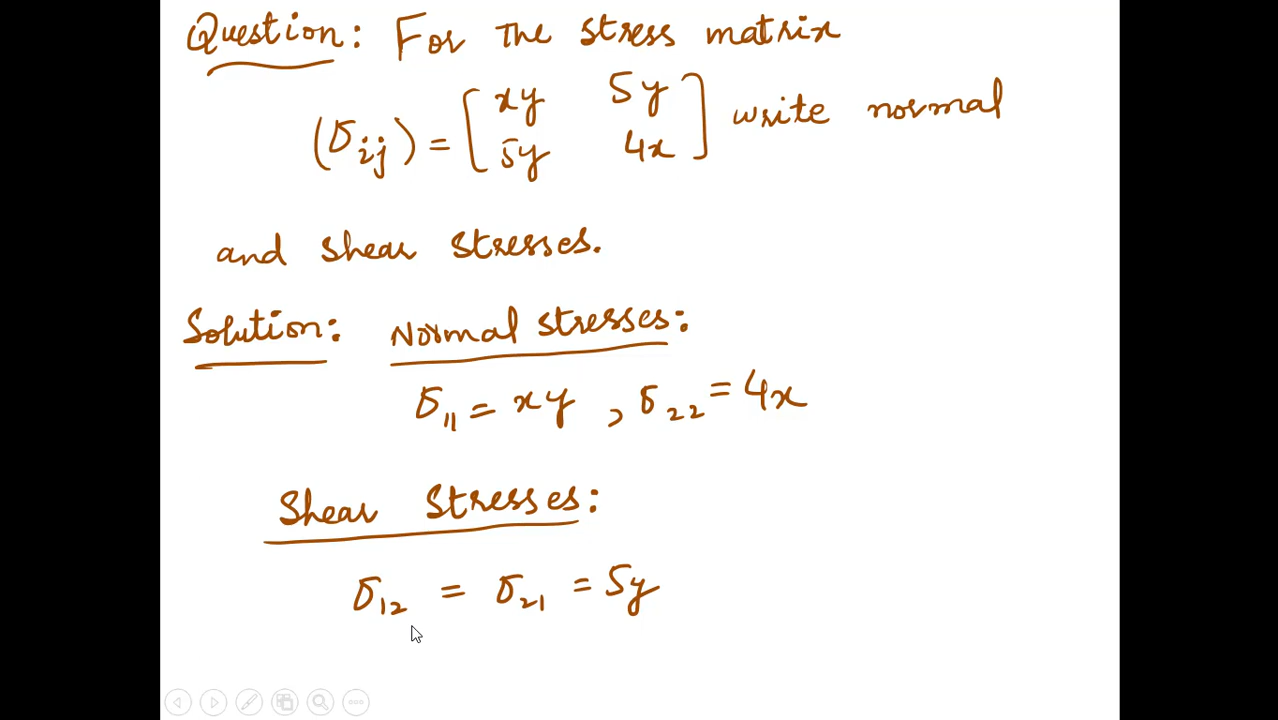 Question: For the stress matrix
(σij) = [xy 5y
5y 4x] write normal
and shear stresses.
Solution: Normal stresses:
σ11 = xy , σ22 = 4x
Shear Stresses:
σ12 = σ21 = 5y